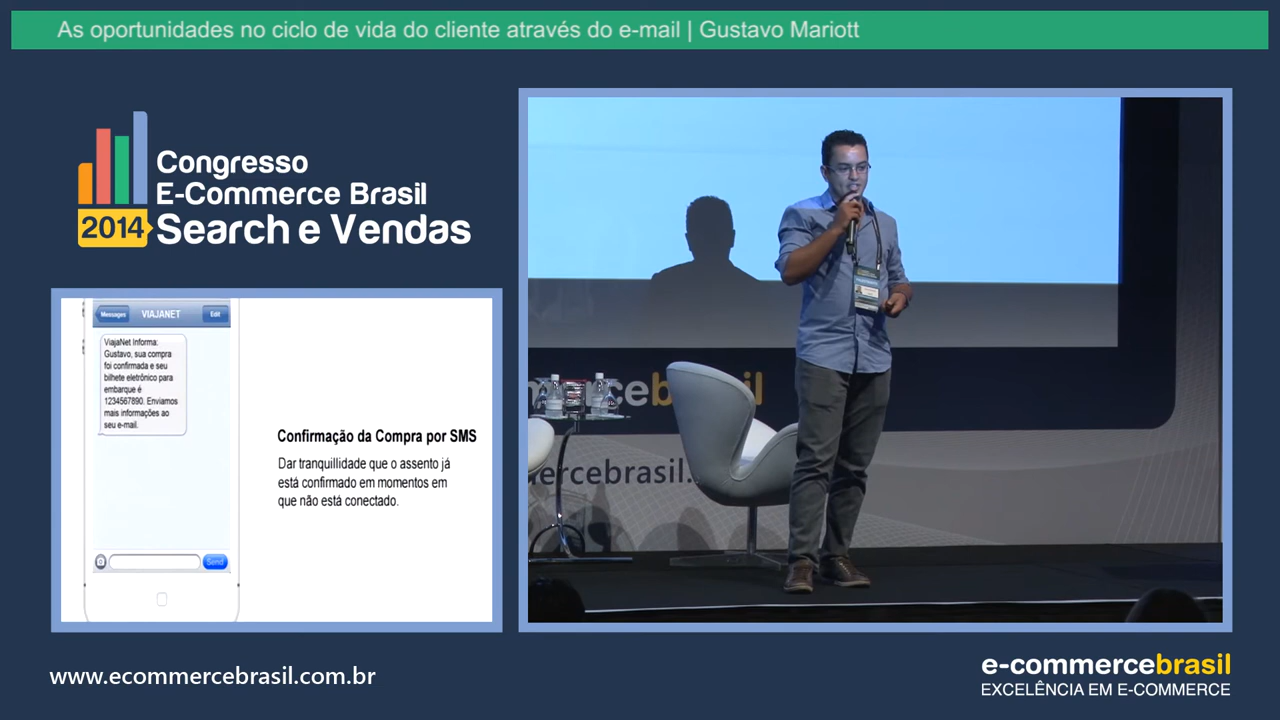 As oportunidades no ciclo de vida do cliente através do e-mail | Gustavo Mariott
Congresso
E-Commerce Brasil
2014
Search e Vendas
Messages
VIAJANET
Edit
ViajaNet Informa:
Gustavo, sua compra
foi confirmada e seu
bilhete eletrônico para
embarque é
1234567890. Enviamos
mais informações ao
seu e-mail.
Confirmação da Compra por SMS
Dar tranquillidade que o assento já
está confirmado em momentos em
que não está conectado.
Send
mercebrasil
ercebrasil.
www.ecommercebrasil.com.br
e-commercebrasil
EXCELÊNCIA EM E-COMMERCE